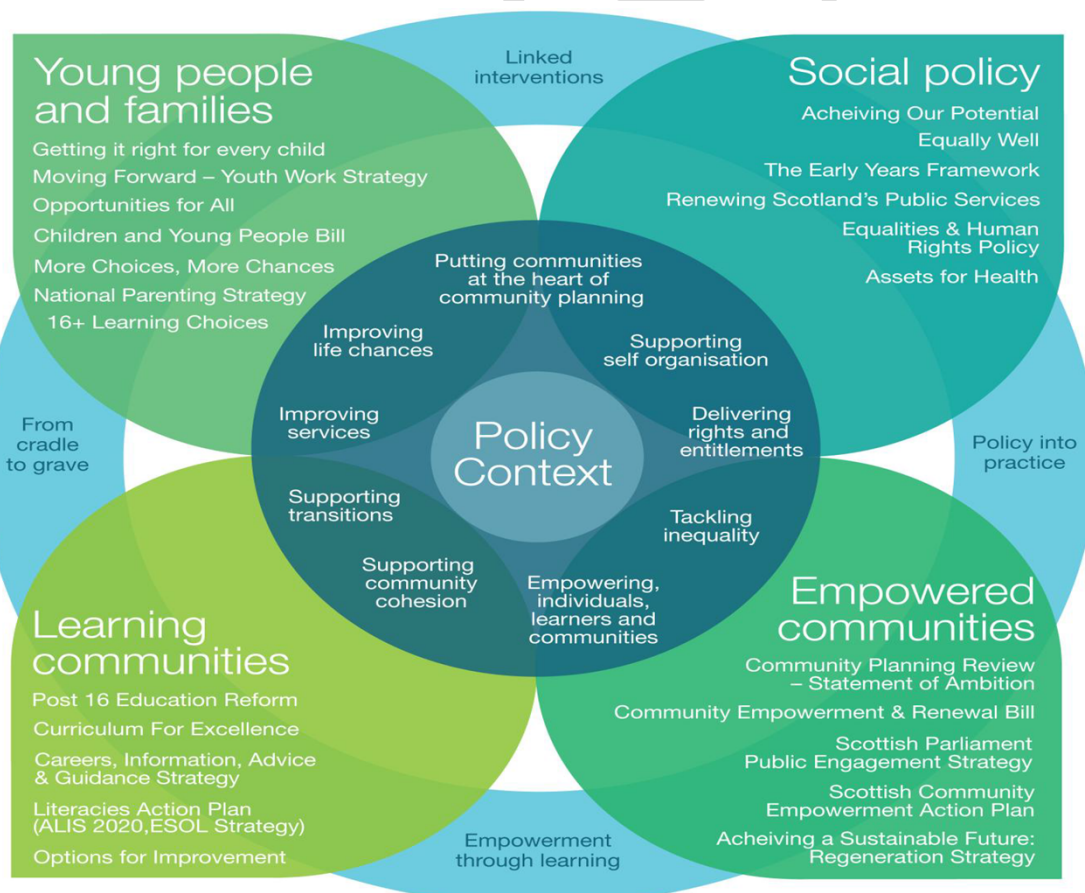 Linked
interventions
Young people
and families
Getting it right for every child
Moving Forward – Youth Work Strategy
Opportunities for All
Children and Young People Bill
More Choices, More Chances
National Parenting Strategy
16+ Learning Choices
Social policy
Acheiving Our Potential
Equally Well
The Early Years Framework
Renewing Scotland's Public Services
Equalities & Human
Rights Policy
Assets for Health
Putting communities
at the heart of
community planning
Improving
life chances
Supporting
self organisation
Improving
services
Delivering
rights and
entitlements
From
cradle
to grave
Policy
Context
Policy into
practice
Supporting
transitions
Tackling
inequality
Supporting
community
cohesion
Empowering,
individuals,
learners and
communities
Learning
communities
Post 16 Education Reform
Curriculum For Excellence
Careers, Information, Advice
& Guidance Strategy
Literacies Action Plan
(ALIS 2020,ESOL Strategy)
Options for Improvement
Empowered
communities
Community Planning Review
– Statement of Ambition
Community Empowerment & Renewal Bill
Scottish Parliament
Public Engagement Strategy
Scottish Community
Empowerment Action Plan
Acheiving a Sustainable Future:
Regeneration Strategy
Empowerment
through learning